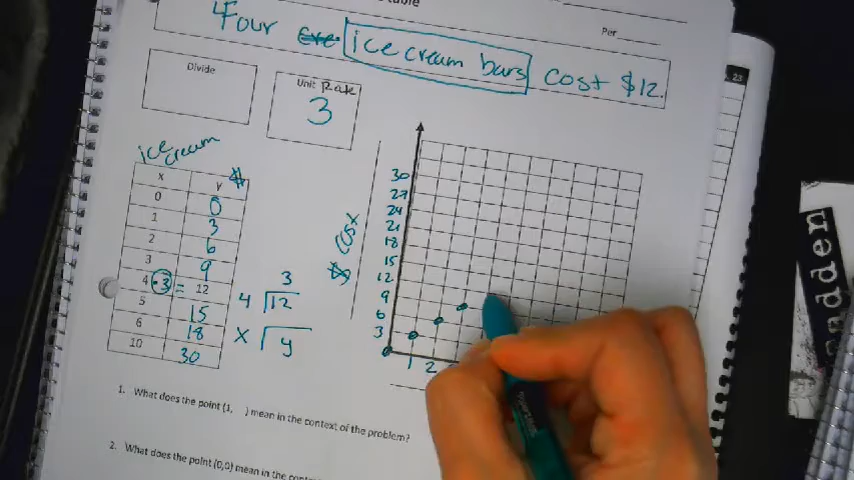 Per
Four ice cream bars cost $12.
Divide
Unit Rate
3
ice cream
x y $
0 0
1 3
2 6
3 9
4 · 3 = 12
5 15
6 18
10 30
3
4 12
x y
Cost
$
30
27
24
21
18
15
12
9
6
3
1 2
1. What does the point (1, ) mean in the context of the problem?
2. What does the point (0,0) mean in the
23